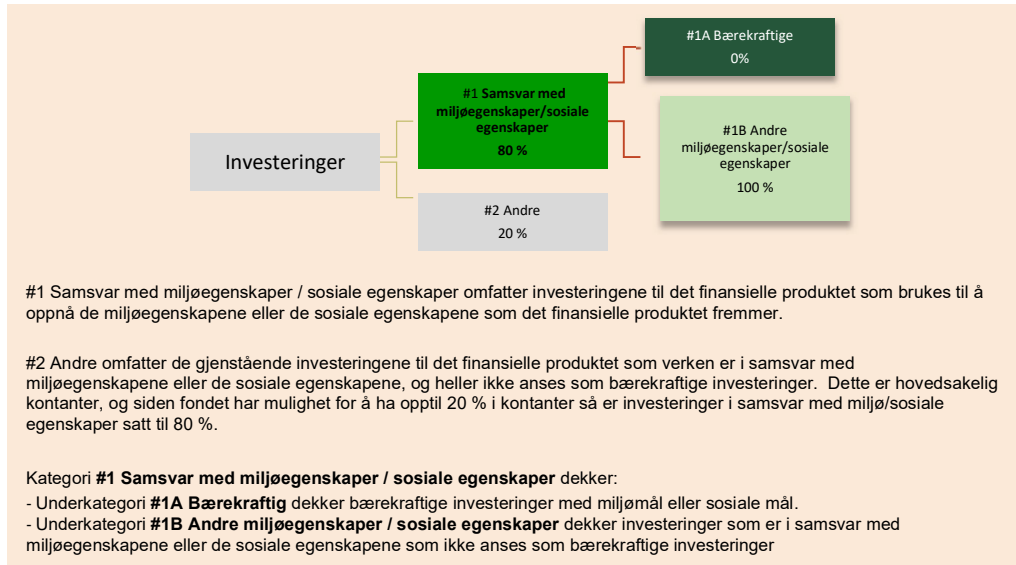 #1A Bærekraftige
0%
#1 Samsvar med
miljøegenskaper/sosiale
egenskaper
80 %
#1B Andre
miljøegenskaper/sosiale
egenskaper
100 %
Investeringer
#2 Andre
20 %
#1 Samsvar med miljøegenskaper / sosiale egenskaper omfatter investeringene til det finansielle produktet som brukes til å
oppnå de miljøegenskapene eller de sosiale egenskapene som det finansielle produktet fremmer.
#2 Andre omfatter de gjenstående investeringene til det finansielle produktet som verken er i samsvar med
miljøegenskapene eller de sosiale egenskapene, og heller ikke anses som bærekraftige investeringer. Dette er hovedsakelig
kontanter, og siden fondet har mulighet for å ha opptil 20 % i kontanter så er investeringer i samsvar med miljø/sosiale
egenskaper satt til 80 %.
Kategori #1 Samsvar med miljøegenskaper / sosiale egenskaper dekker:
- Underkategori #1A Bærekraftig dekker bærekraftige investeringer med miljømål eller sosiale mål.
- Underkategori #1B Andre miljøegenskaper / sosiale egenskaper dekker investeringer som er i samsvar med
miljøegenskapene eller de sosiale egenskapene som ikke anses som bærekraftige investeringer